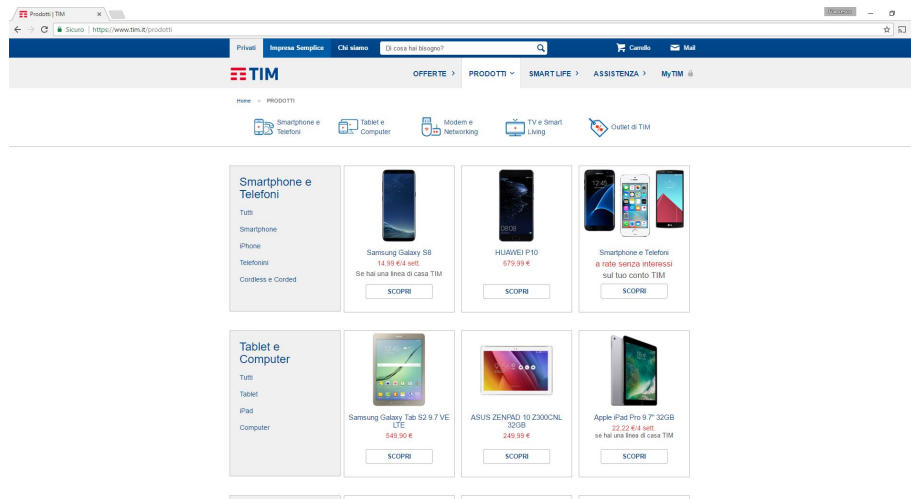 Prodotti | TIM
Sicuro | https://www.tim.it/prodotti
Privati Impresa Semplice Chi siamo Di cosa hai bisogno? Carrello Mail
TIM OFFERTE PRODOTTI SMART LIFE ASSISTENZA MyTIM
Home PRODOTTI
Smartphone e Telefoni
Tablet e Computer
Modem e Networking
TV e Smart Living
Outlet di TIM
Smartphone e
Telefoni
Tutti
Smartphone
iPhone
Telefonini
Cordless e Corded
Samsung Galaxy S8
14,99 €/4 sett.
Se hai una linea di casa TIM
SCOPRI
08:08
HUAWEI P10
679,99 €
SCOPRI
12:45
Smartphone e Telefoni
a rate senza interessi
sul tuo conto TIM
SCOPRI
Tablet e
Computer
Tutti
Tablet
iPad
Computer
Samsung Galaxy Tab S2 9.7 VE
LTE
549,90 €
SCOPRI
ASUS ZENPAD 10 Z300CNL
32GB
249,99 €
SCOPRI
Apple iPad Pro 9.7" 32GB
22,22 €/4 sett.
se hai una linea di casa TIM
SCOPRI